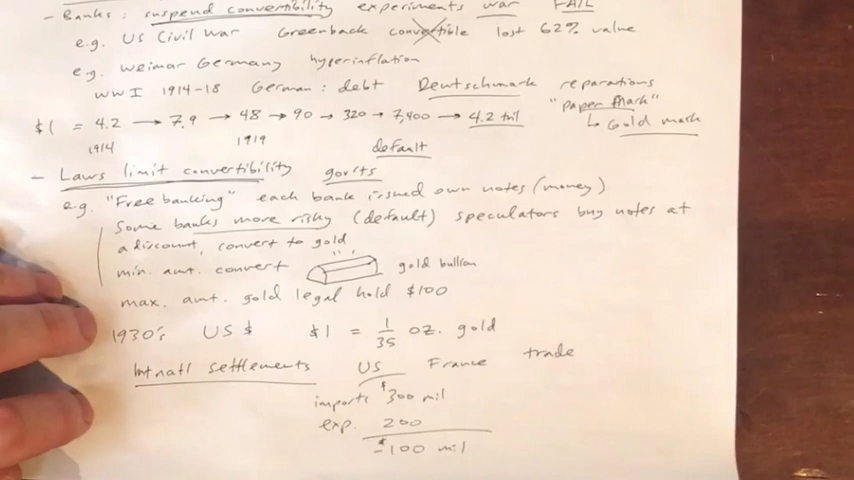 - Banks: suspend convertibility experiments war FAIL
e.g. US Civil War Greenback convertible lost 62% value
e.g. Weimar Germany hyperinflation
WWI 1914-18 German: debt Deutschmark reparations
"paper Mark"
$1 = 4.2 → 7.9 → 48 → 90 → 320 → 7,400 → 4.2 tril ↳ Gold mark
1914 1919
default
- Laws limit convertibility gov'ts
e.g. "Free banking" each bank issued own notes (money)
Some banks more risky (default) speculators buy notes at
a discount, convert to gold
min. amt. convert gold bullion
max. amt. gold legal hold $100
1930's US $ $1 = 1/35 oz. gold
Int natl settlements US France trade
imports $300 mil
exp. 200
-$100 mil